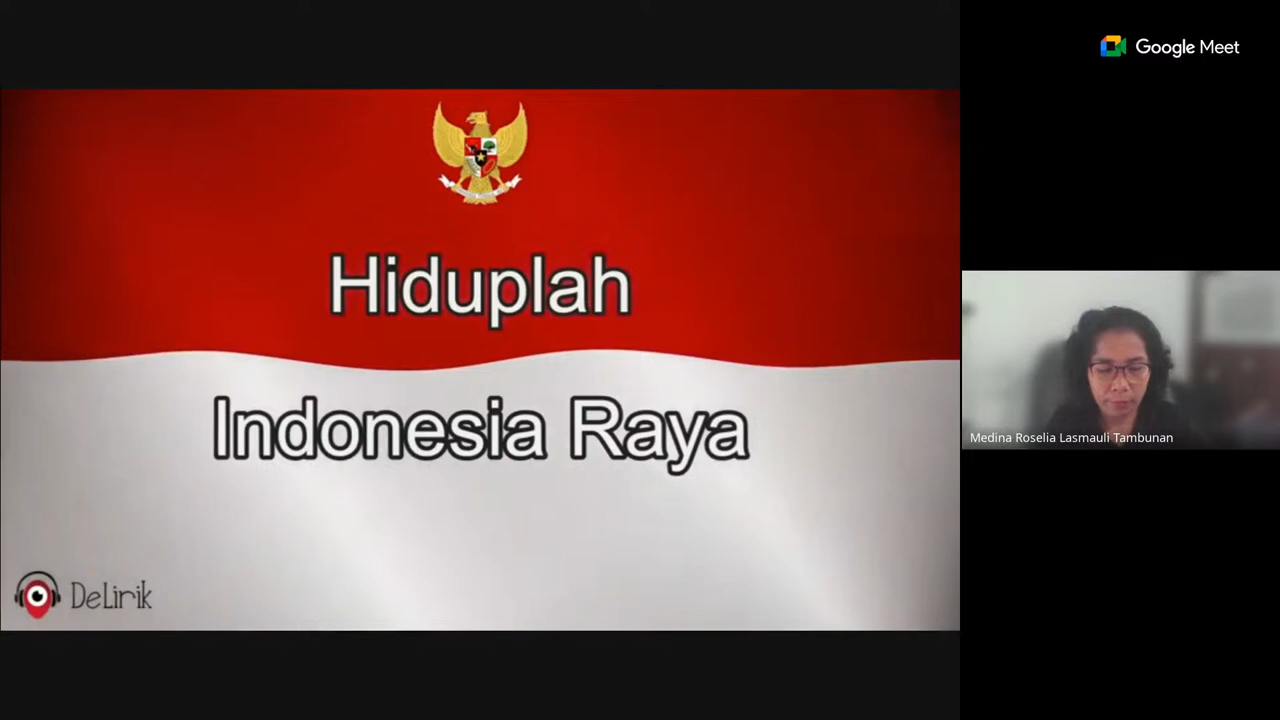 Google Meet
Hiduplah
Indonesia Raya
DeLirik
Medina Roselia Lasmauli Tambunan